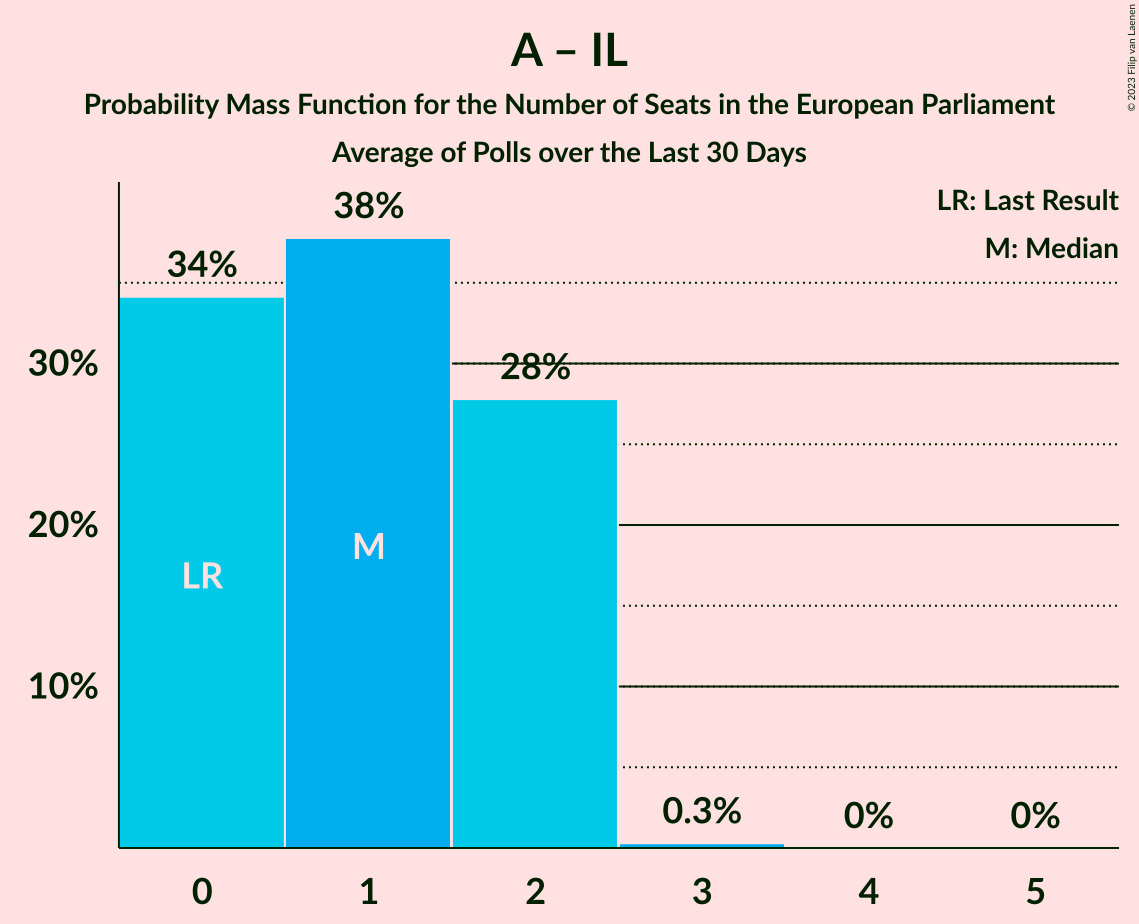 A – IL
Probability Mass Function for the Number of Seats in the European Parliament
Average of Polls over the Last 30 Days
© 2023 Filip van Laenen
LR: Last Result
M: Median
38%
34%
28%
0.3%
0%
0%
30%
20%
10%
LR
M
0 1 2 3 4 5